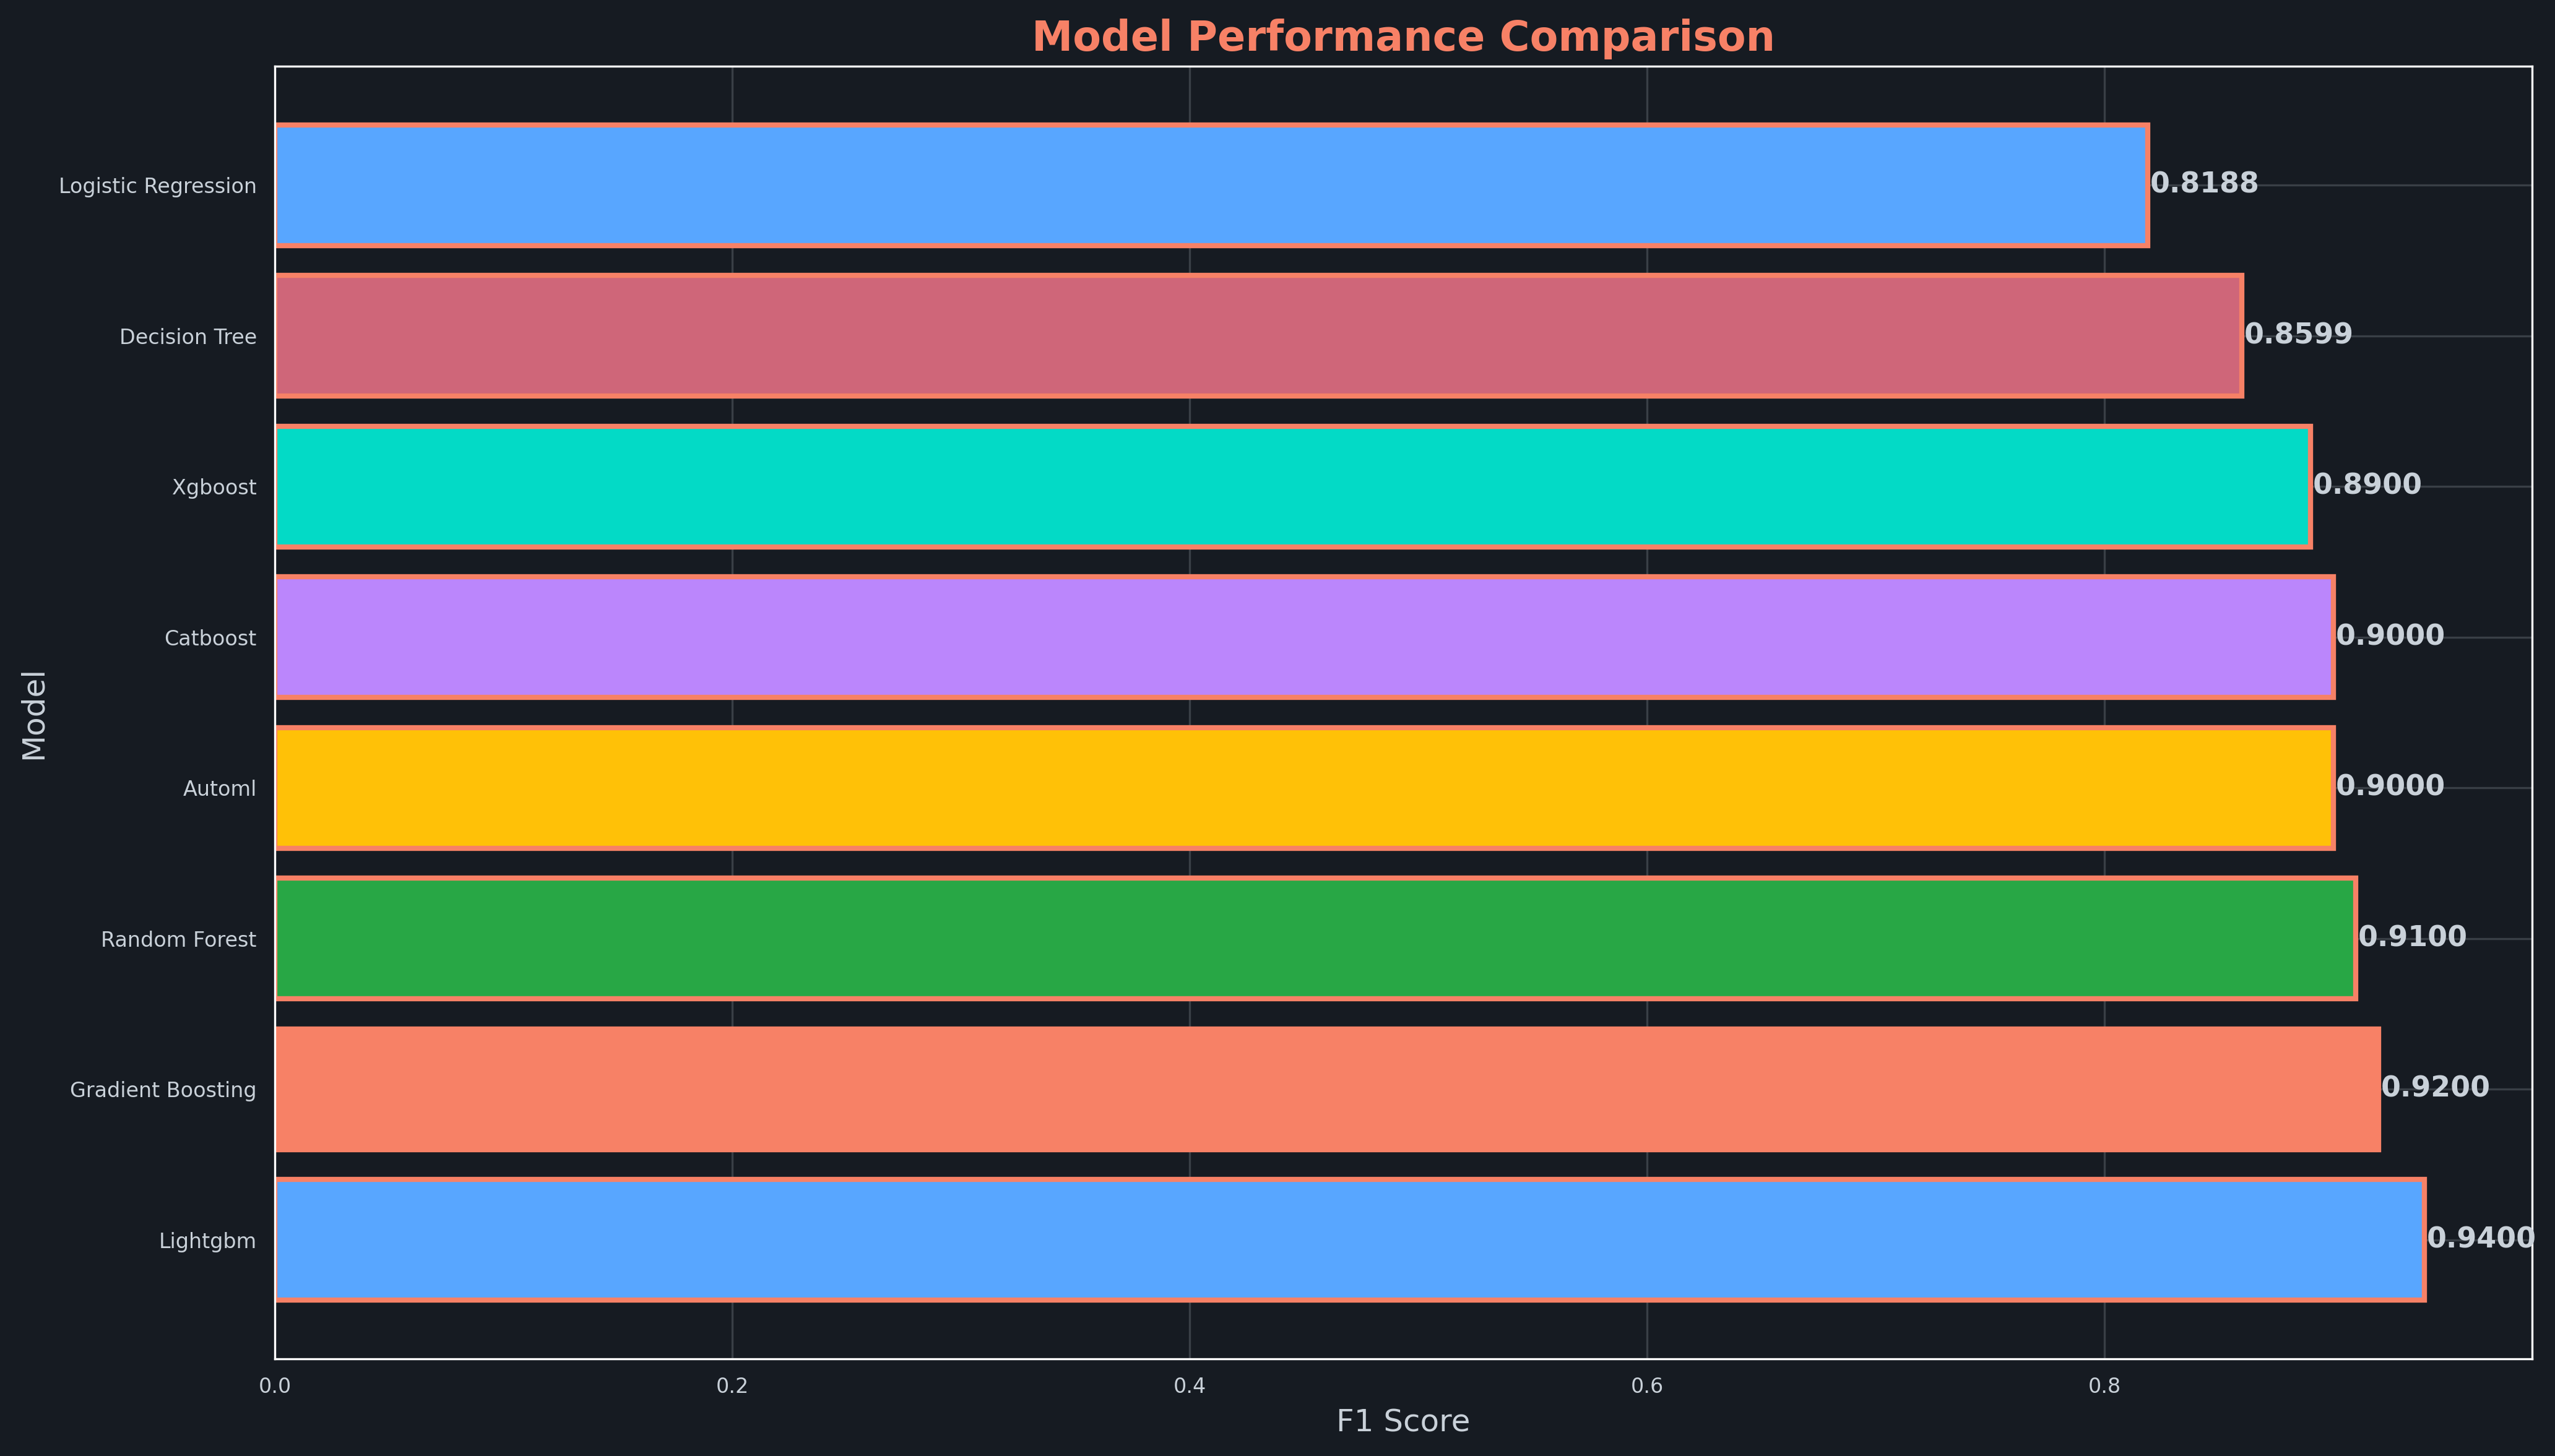 Model Performance Comparison
Logistic Regression 0.8188
Decision Tree 0.8599
Xgboost 0.8900
Catboost 0.9000
Automl 0.9000
Random Forest 0.9100
Gradient Boosting 0.9200
Lightgbm 0.9400
Model
0.0 0.2 0.4 0.6 0.8
F1 Score